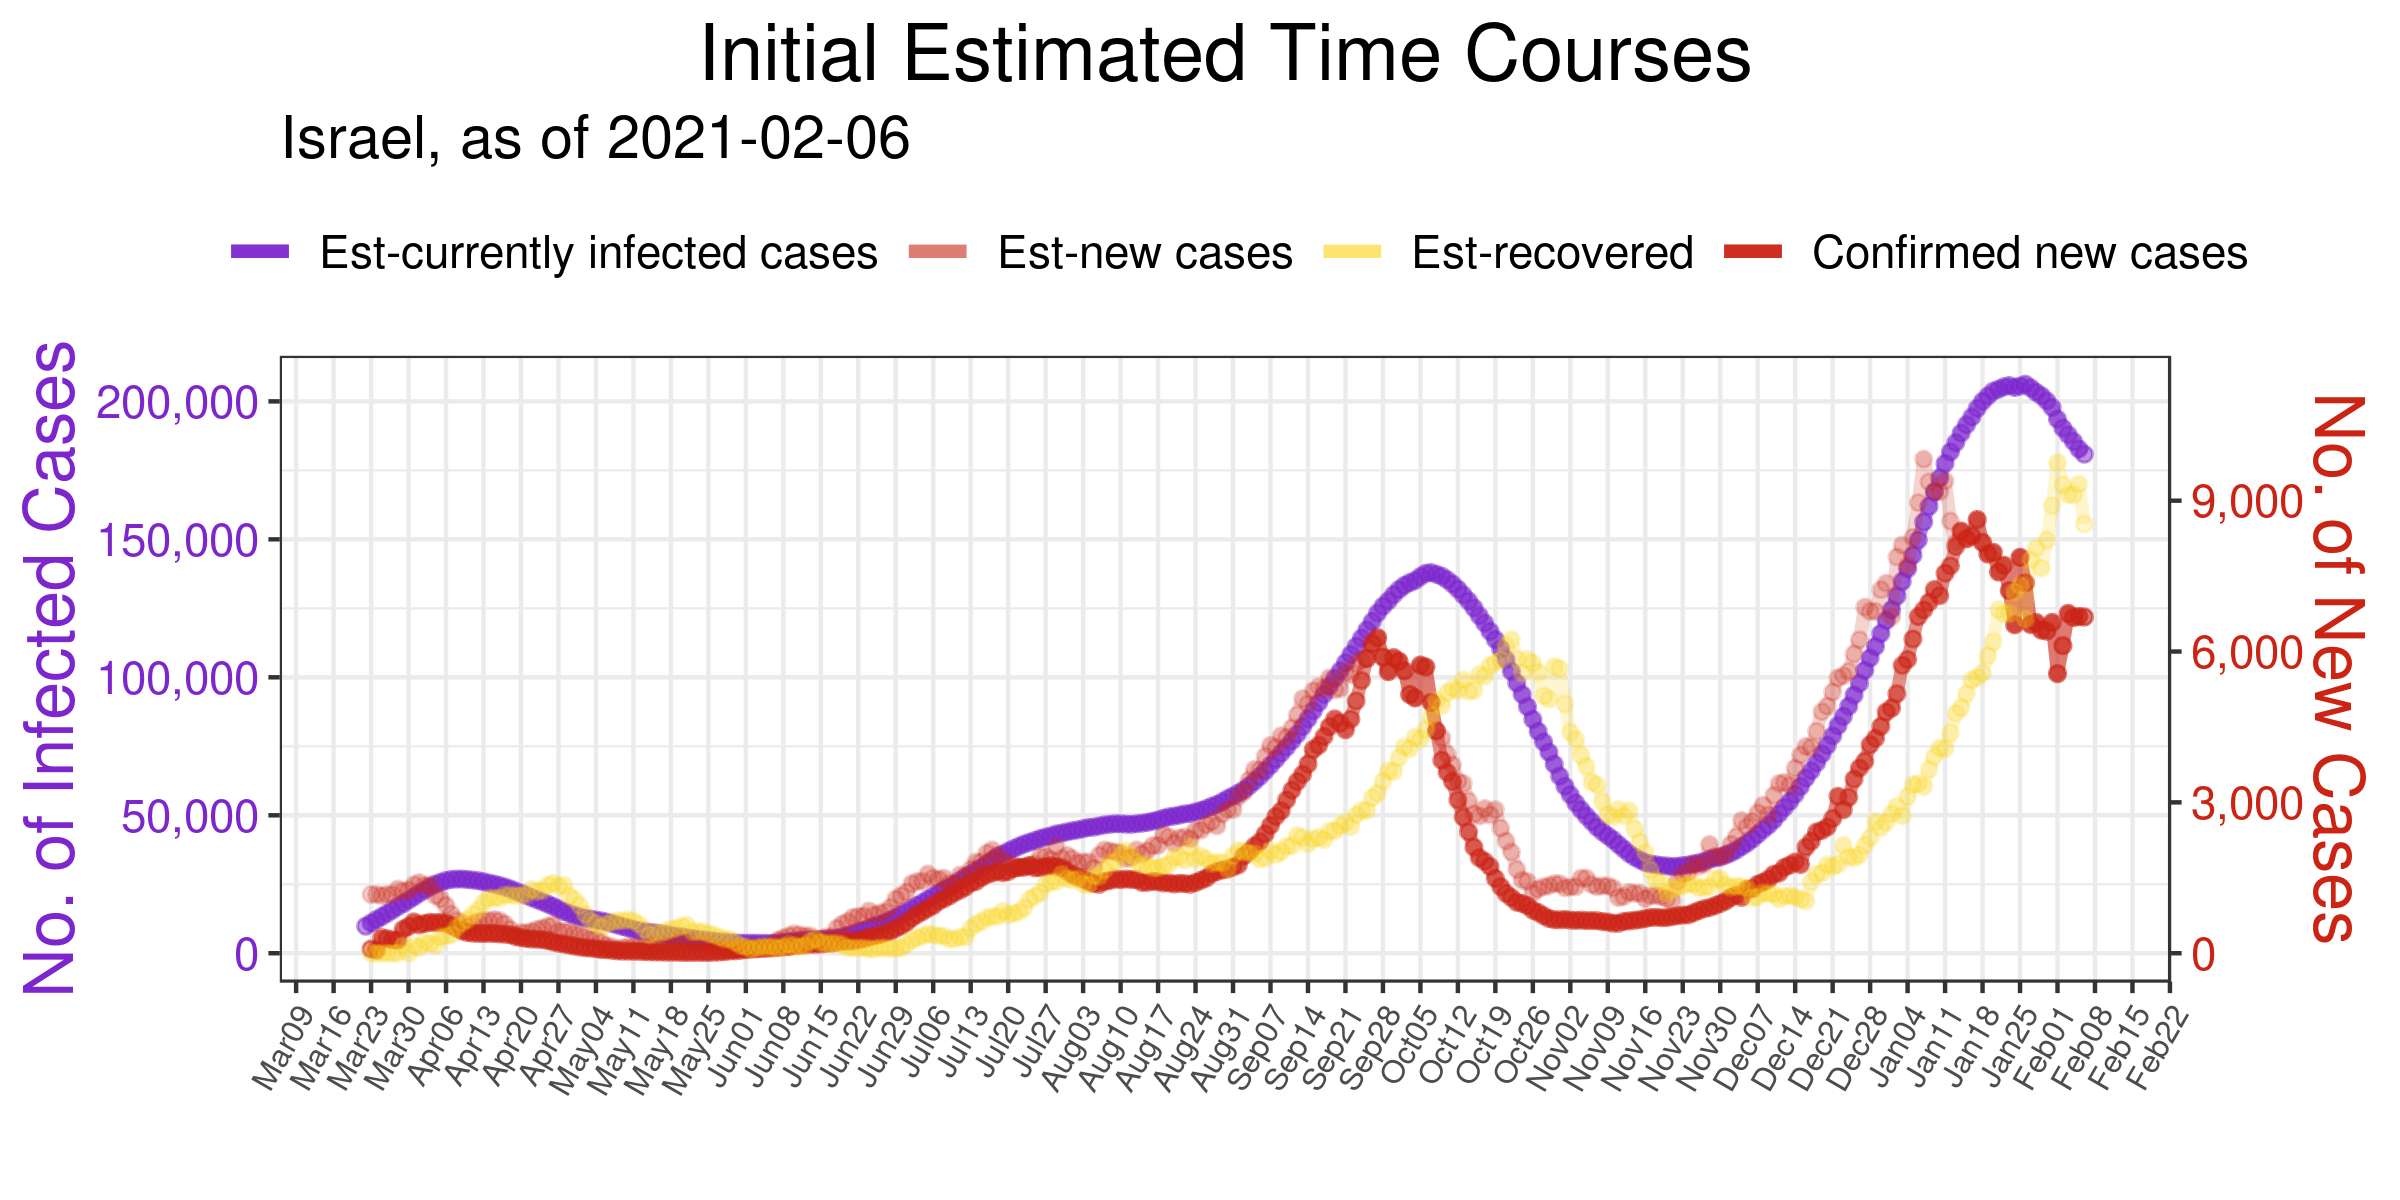 Initial Estimated Time Courses
Israel, as of 2021-02-06
Est-currently infected cases Est-new cases Est-recovered Confirmed new cases
No. of Infected Cases
200,000
150,000
100,000
50,000
0
9,000
6,000
3,000
0
No. of New Cases
Mar09 Mar16 Mar23 Mar30 Apr06 Apr13 Apr20 Apr27 May04 May11 May18 May25 Jun01 Jun08 Jun15 Jun22 Jun29 Jul06 Jul13 Jul20 Jul27 Aug03 Aug10 Aug17 Aug24 Aug31 Sep07 Sep14 Sep21 Sep28 Oct05 Oct12 Oct19 Oct26 Nov02 Nov09 Nov16 Nov23 Nov30 Dec07 Dec14 Dec21 Dec28 Jan04 Jan11 Jan18 Jan25 Feb01 Feb08 Feb15 Feb22